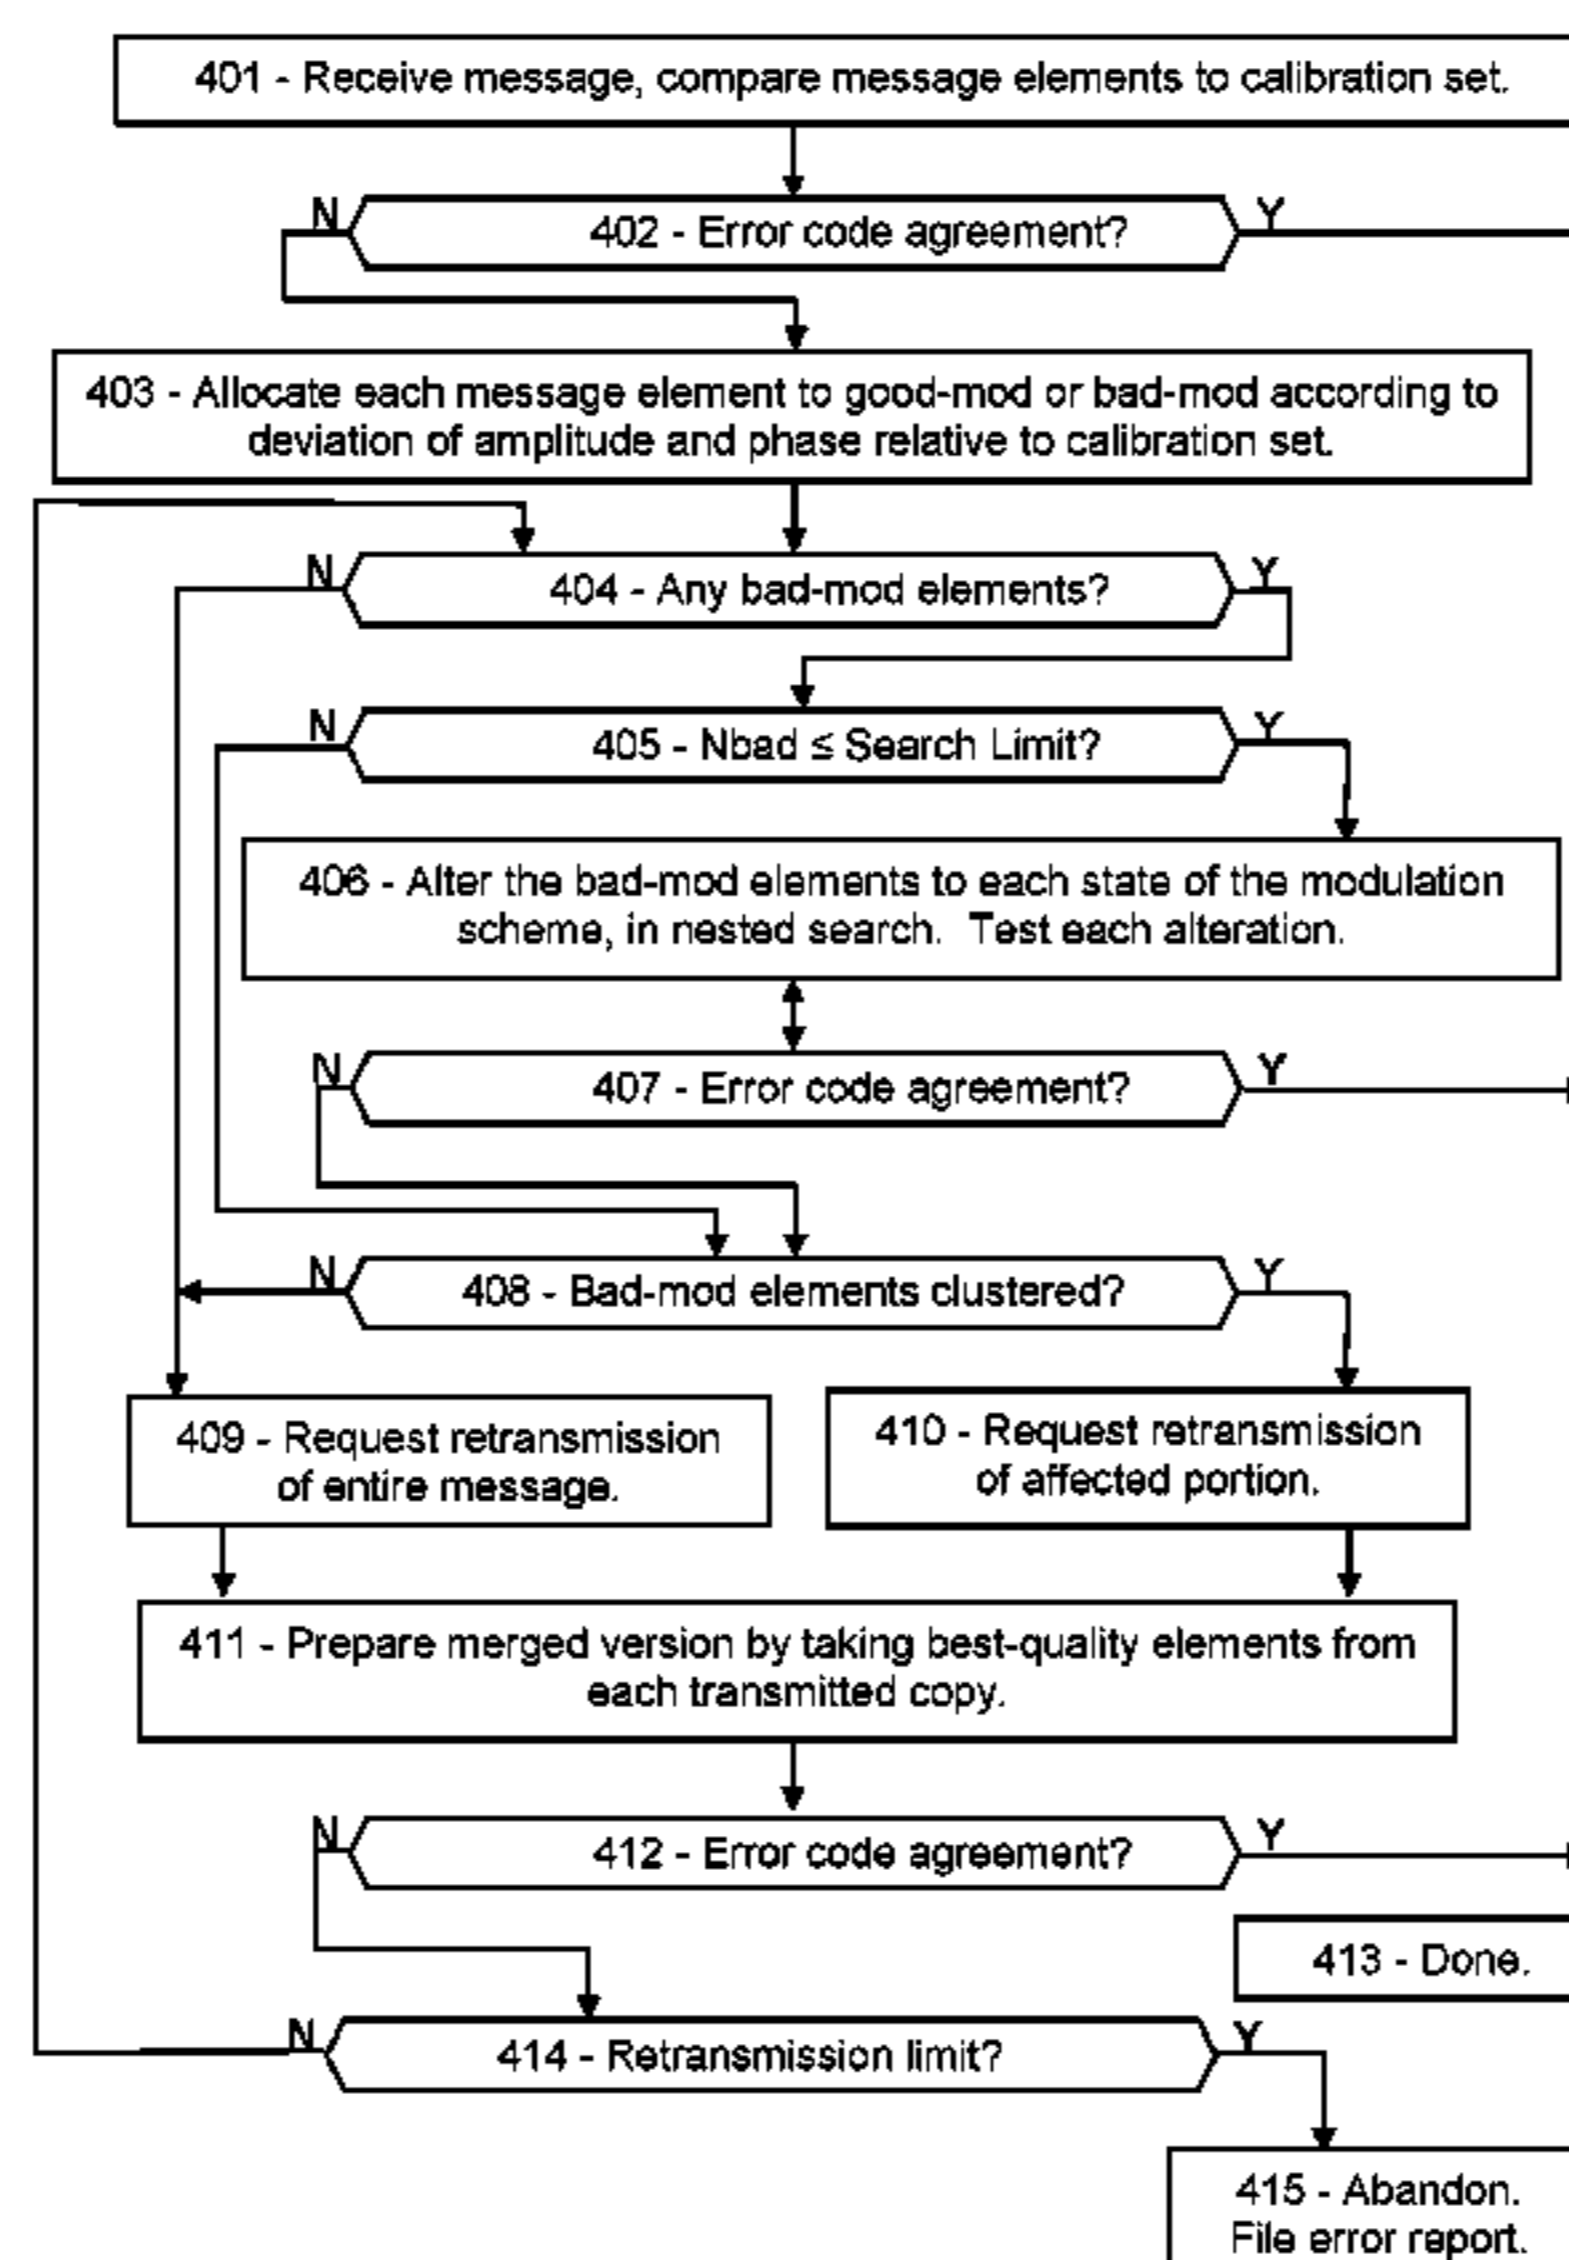 401 - Receive message, compare message elements to calibration set.
N
402 - Error code agreement?
Y
403 - Allocate each message element to good-mod or bad-mod according to
deviation of amplitude and phase relative to calibration set.
N
404 - Any bad-mod elements?
Y
N
405 - Nbad ≤ Search Limit?
Y
406 - Alter the bad-mod elements to each state of the modulation
scheme, in nested search. Test each alteration.
N
407 - Error code agreement?
Y
N
408 - Bad-mod elements clustered?
Y
409 - Request retransmission
of entire message.
410 - Request retransmission
of affected portion.
411 - Prepare merged version by taking best-quality elements from
each transmitted copy.
N
412 - Error code agreement?
Y
413 - Done.
N
414 - Retransmission limit?
Y
415 - Abandon.
File error report.